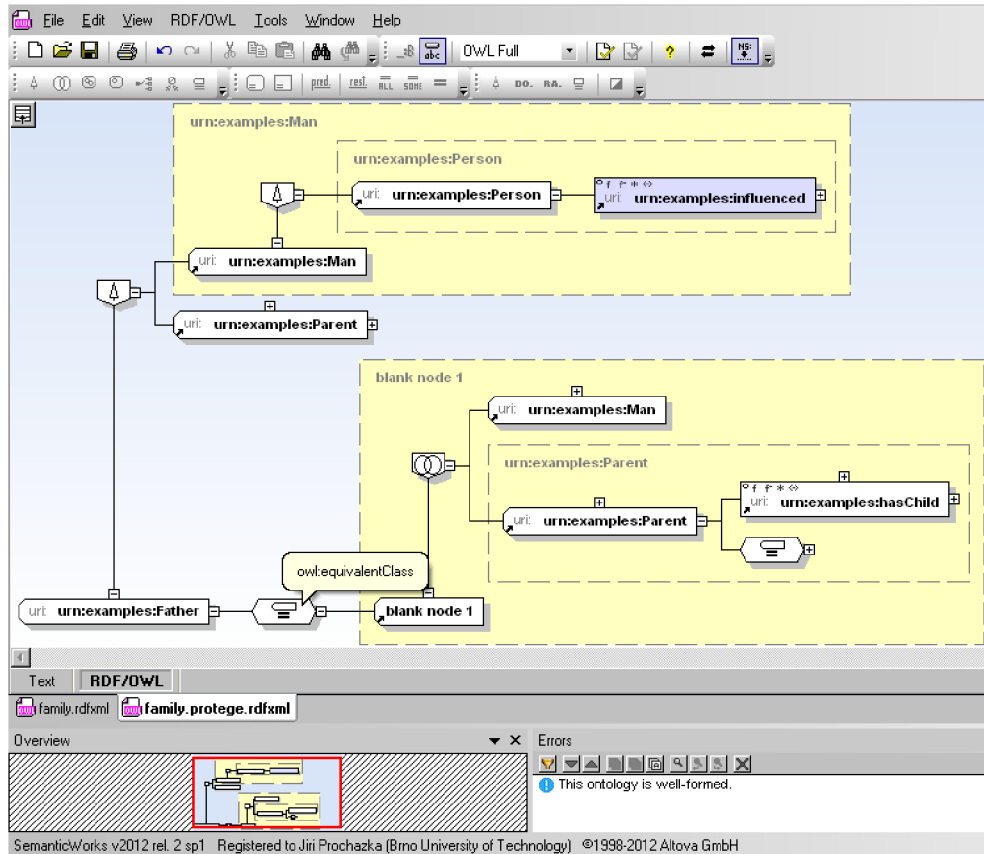 File Edit View RDF/OWL Tools Window Help
_:B abc OWL Full NS:
pred. rest. ALL SOME DO. RA.
urn:examples:Man
urn:examples:Person
uri: urn:examples:Person
uri: urn:examples:influenced
uri: urn:examples:Man
uri: urn:examples:Parent
blank node 1
uri: urn:examples:Man
urn:examples:Parent
uri: urn:examples:hasChild
uri: urn:examples:Parent
owl:equivalentClass
uri: urn:examples:Father
blank node 1
Text RDF/OWL
family.rdfxml family.protege.rdfxml
Overview
Errors
This ontology is well-formed.
SemanticWorks v2012 rel. 2 sp1 Registered to Jiri Prochazka (Brno University of Technology) ©1998-2012 Altova GmbH